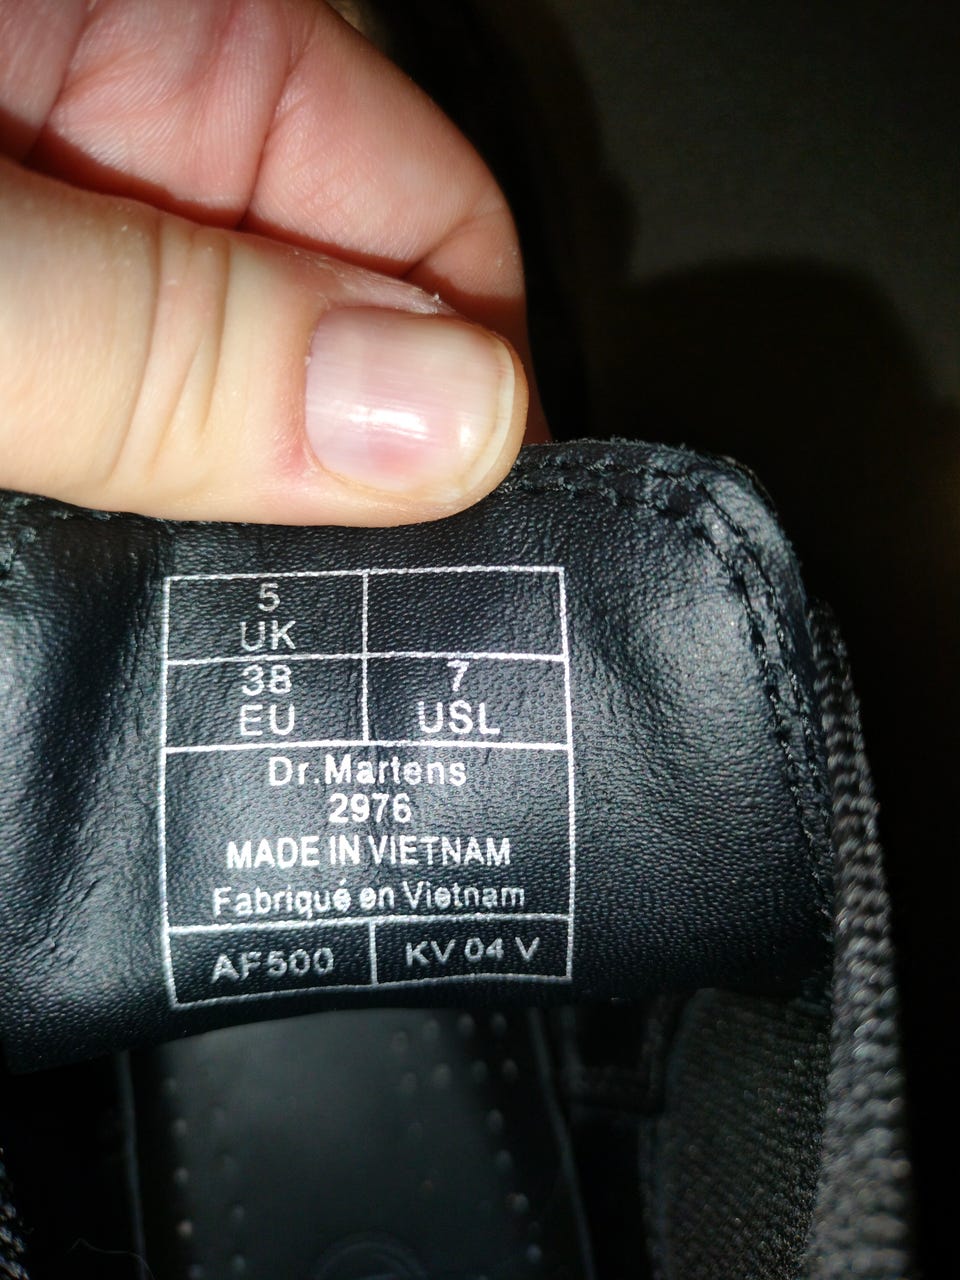 5
UK
38 7
EU USL
Dr.Martens
2976
MADE IN VIETNAM
Fabriqué en Vietnam
AF500 KV 04 V